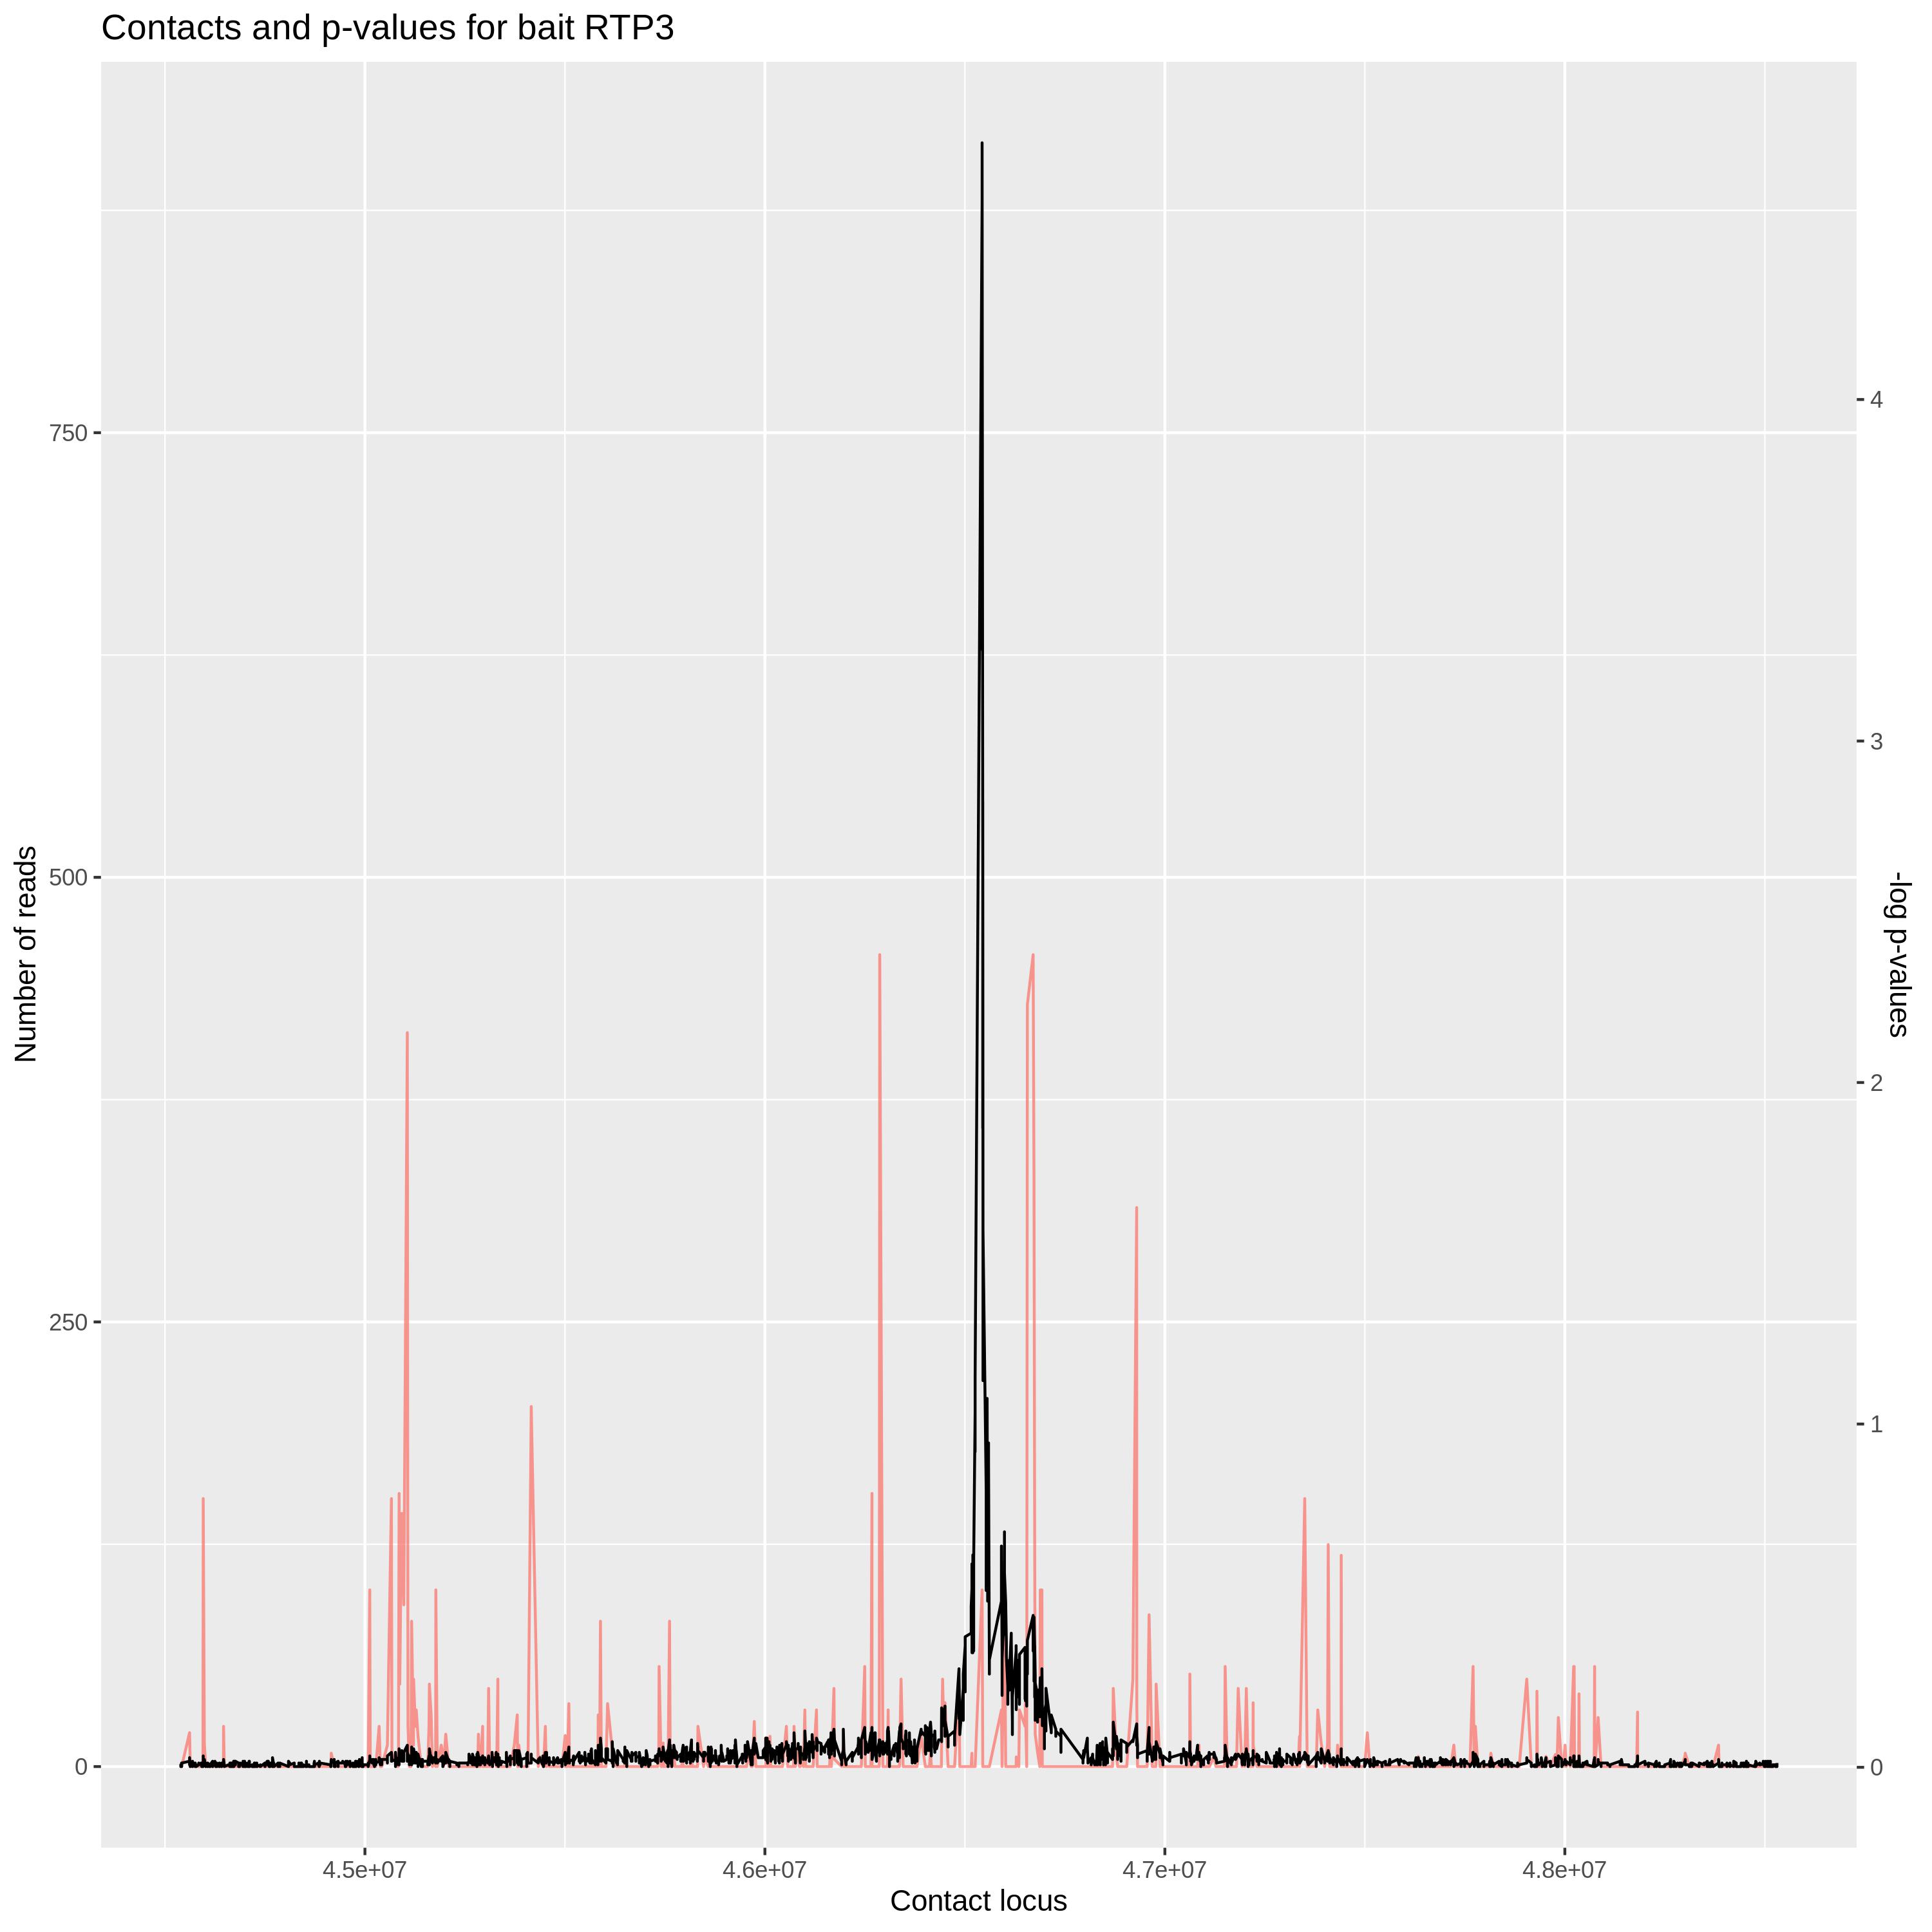 Contacts and p-values for bait RTP3
Number of reads
750
500
250
0
4
3
2
1
0
-log p-values
4.5e+07
4.6e+07
4.7e+07
4.8e+07
Contact locus